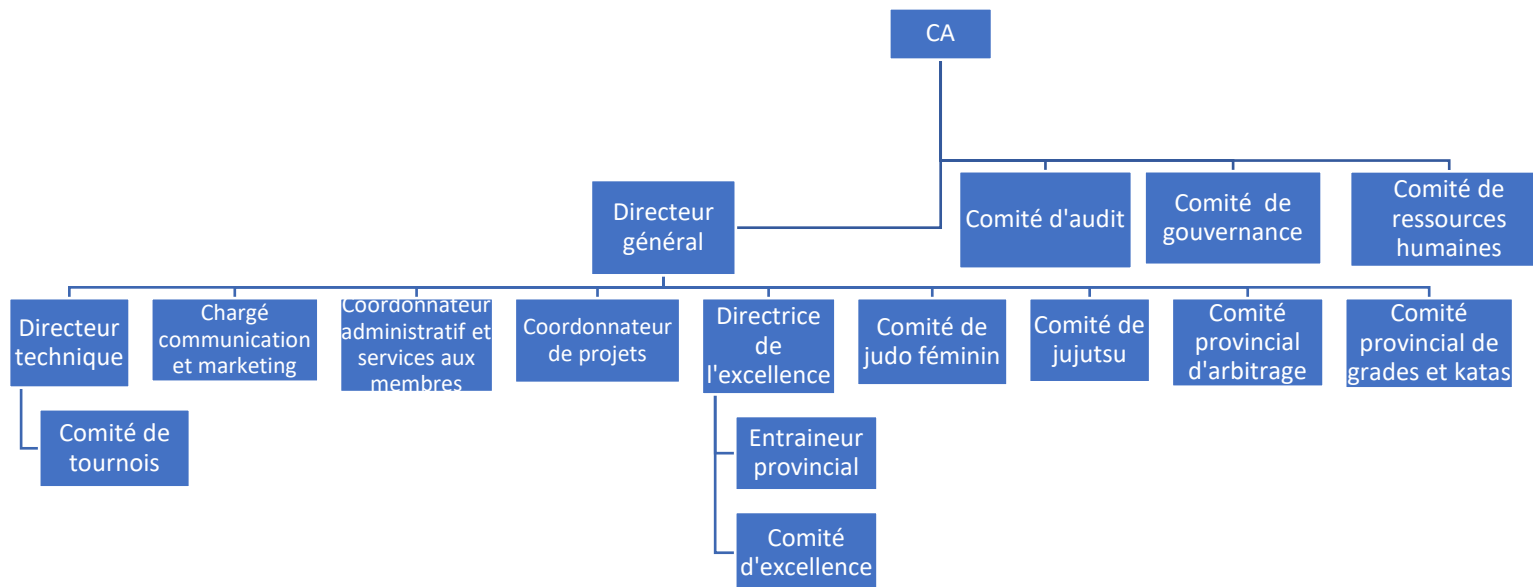 CA
Directeur
général
Comité d'audit
Comité  de
gouvernance
Comité de
ressources
humaines
Directeur
technique
Chargé
communication
et marketing
Coordonnateur
administratif et
services aux
membres
Coordonnateur
de projets
Directrice
de
l'excellence
Comité de
judo féminin
Comité de
jujutsu
Comité
provincial
d'arbitrage
Comité
provincial de
grades et katas
Comité de
tournois
Entraineur
provincial
Comité
d'excellence